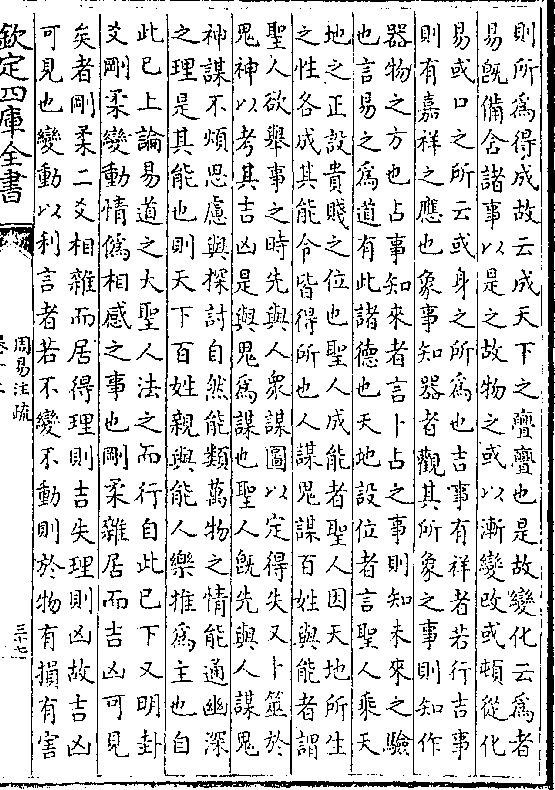 則所為得成故云成天下之亹亹也是故變化云為者
易既備含諸事以是之故物之或以漸變改或頓從化
易或口之所云或身之所為也吉事有祥者若行吉事
則有嘉祥之應也象事知器者觀其所象之事則知作
器物之方也占事知來者言卜占之事則知未來之驗
也言易之為道有此諸德也天地設位者言聖人乘天
地之正設貴賤之位也聖人成能者聖人因天地所生
之性各成其能令皆得所也人謀鬼謀百姓與能者謂
聖人欲舉事之時先與人衆謀圖以定得失又卜筮於
鬼神以考其吉凶是與鬼為謀也聖人既先與人謀鬼
神謀不煩思慮與探討自然能類萬物之情能通幽深
之理是其能也則天下百姓親與能人樂推為主也自
此已上論易道之大聖人法之而行自此已下又明卦
爻剛柔變動情偽相感之事也剛柔雜居而吉凶可見
矣者剛柔二爻相雜而居得理則吉失理則凶故吉凶
可見也變動以利言者若不變不動則於物有損有害
欽定四庫全書
周易注疏
卷十二
三十七